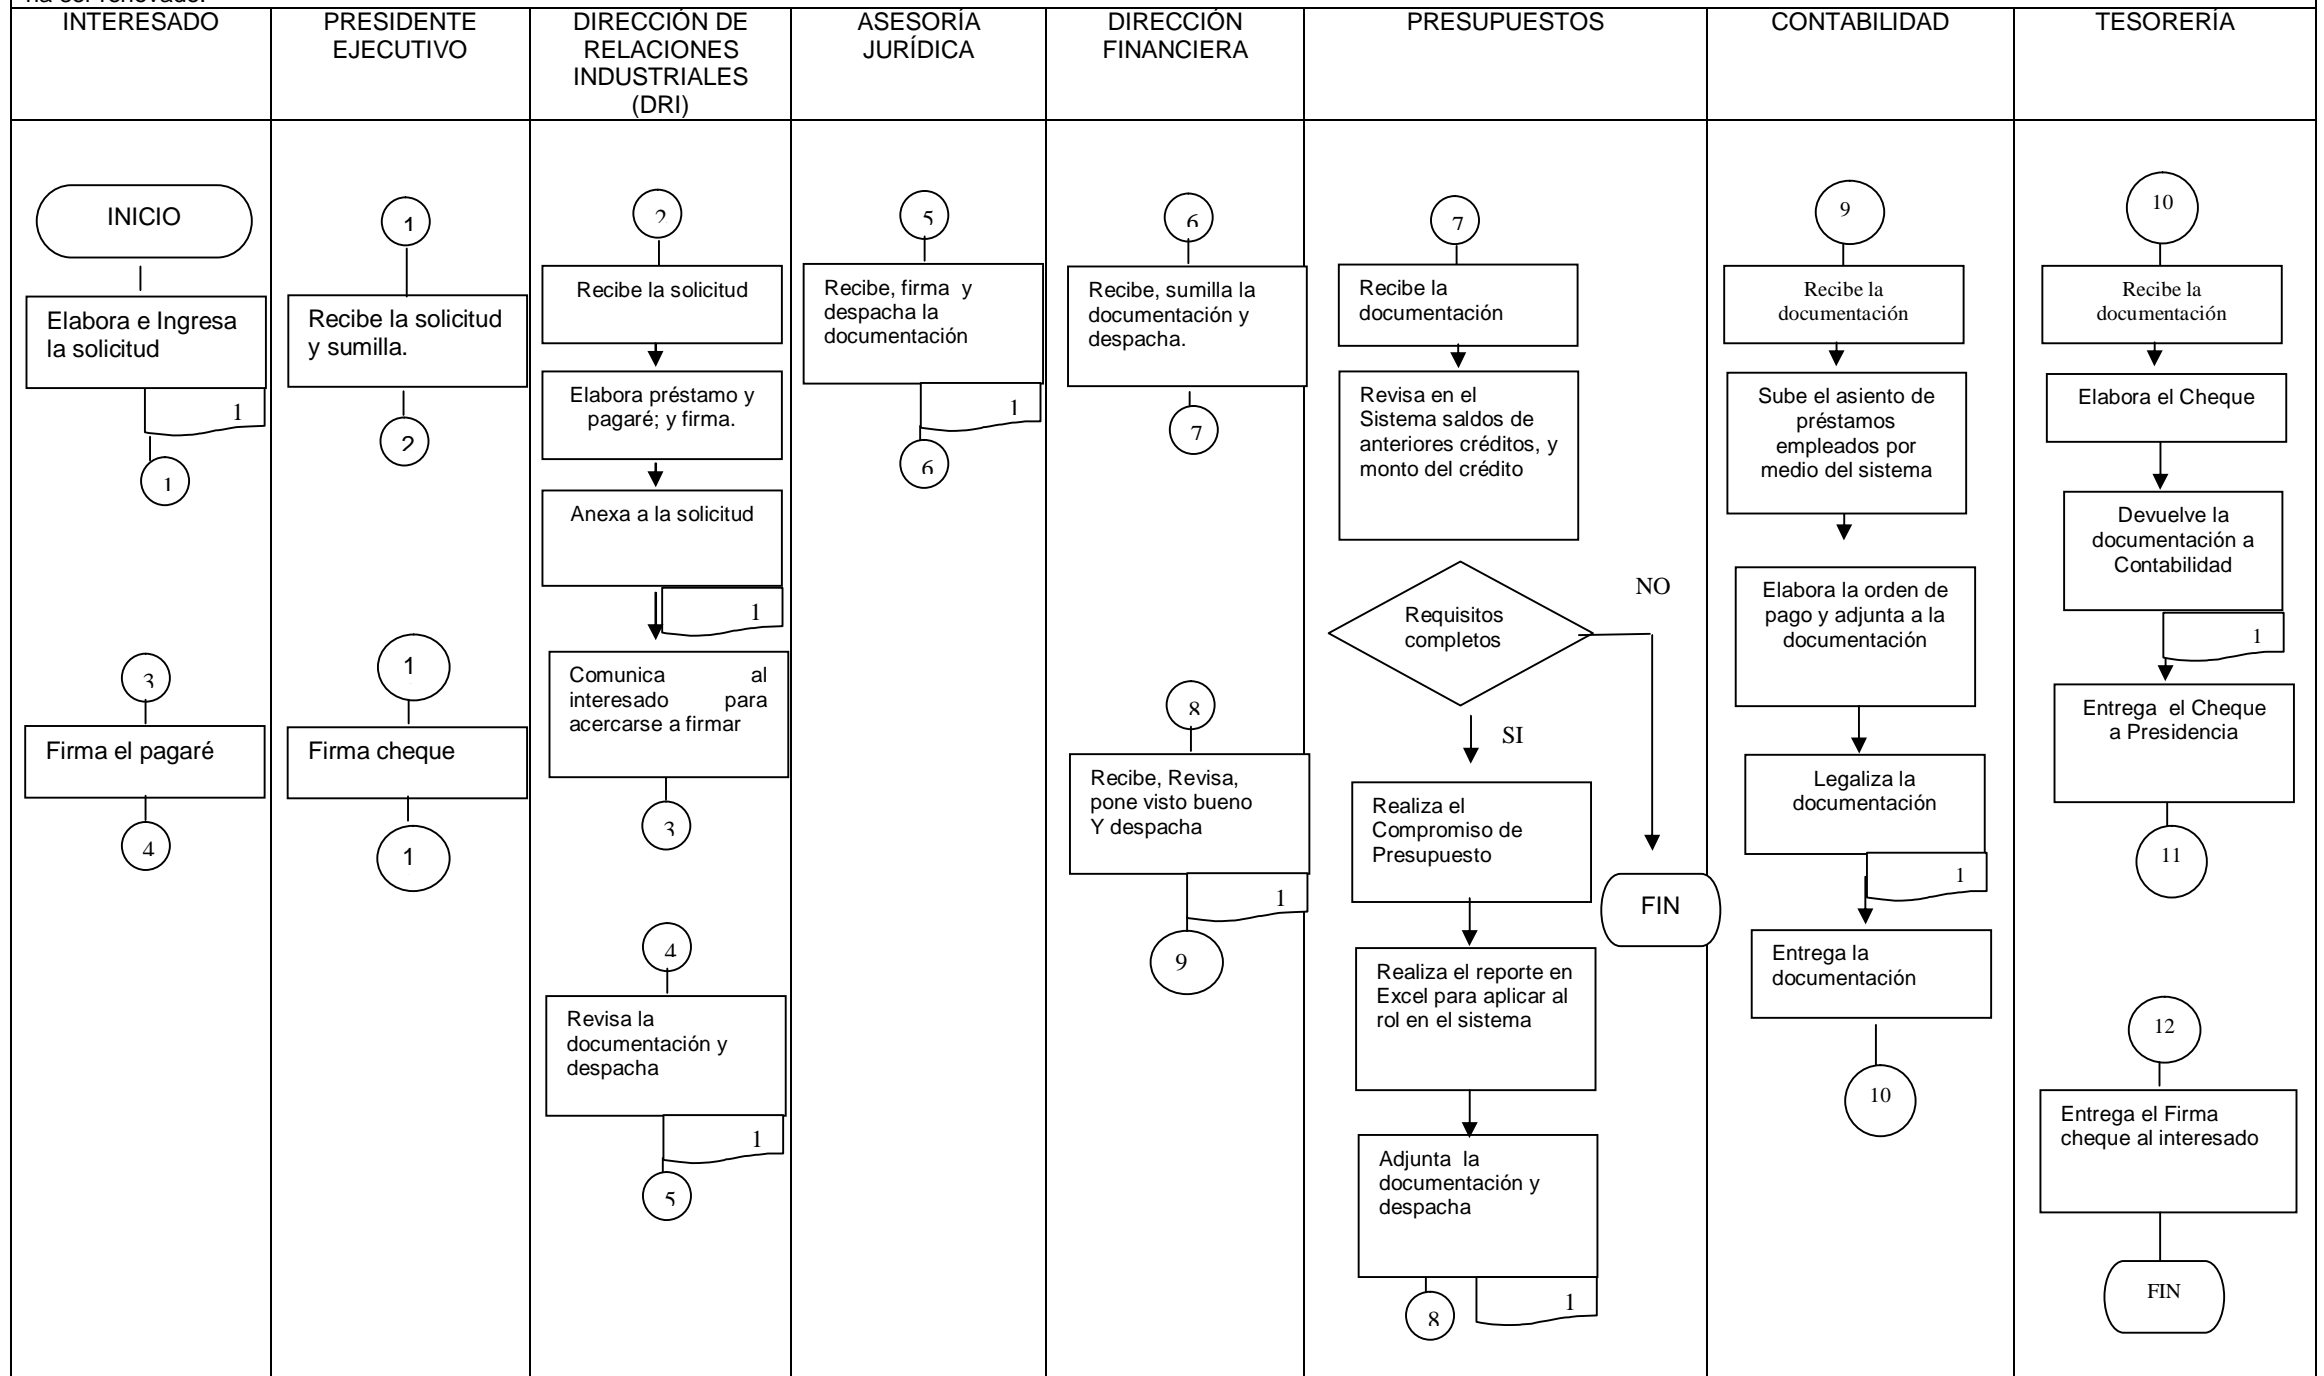 INTERESADO
PRESIDENTE
EJECUTIVO
DIRECCIÓN DE
RELACIONES
INDUSTRIALES
(DRI)
ASESORÍA
JURÍDICA
DIRECCIÓN
FINANCIERA
PRESUPUESTOS
CONTABILIDAD
TESORERÍA
INICIO
Elabora e Ingresa
la solicitud
1
1
3
Firma el pagaré
4
1
Recibe la solicitud
y sumilla.
2
1
Firma cheque
1
2
Recibe la solicitud
Elabora préstamo y
pagaré; y firma.
Anexa a la solicitud
1
Comunica al
interesado para
acercarse a firmar
3
4
Revisa la
documentación y
despacha
1
5
5
Recibe, firma y
despacha la
documentación
1
6
6
Recibe, sumilla la
documentación y
despacha.
7
8
Recibe, Revisa,
pone visto bueno
Y despacha
1
9
7
Recibe la
documentación
Revisa en el
Sistema saldos de
anteriores créditos, y
monto del crédito
Requisitos
completos
NO
SI
Realiza el
Compromiso de
Presupuesto
FIN
Realiza el reporte en
Excel para aplicar al
rol en el sistema
Adjunta la
documentación y
despacha
1
8
9
Recibe la
documentación
Sube el asiento de
préstamos
empleados por
medio del sistema
Elabora la orden de
pago y adjunta a la
documentación
Legaliza la
documentación
1
Entrega la
documentación
10
10
Recibe la
documentación
Elabora el Cheque
Devuelve la
documentación a
Contabilidad
1
Entrega el Cheque
a Presidencia
11
12
Entrega el Firma
cheque al interesado
FIN